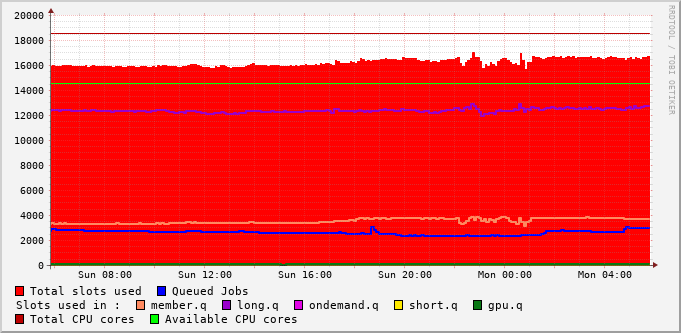 20000
18000
16000
14000
12000
10000
8000
6000
4000
2000
0
Sun 08:00 Sun 12:00 Sun 16:00 Sun 20:00 Mon 00:00 Mon 04:00
Total slots used Queued Jobs
Slots used in : member.q long.q ondemand.q short.q gpu.q
Total CPU cores Available CPU cores
RRDTOOL / TOBI OETIKER